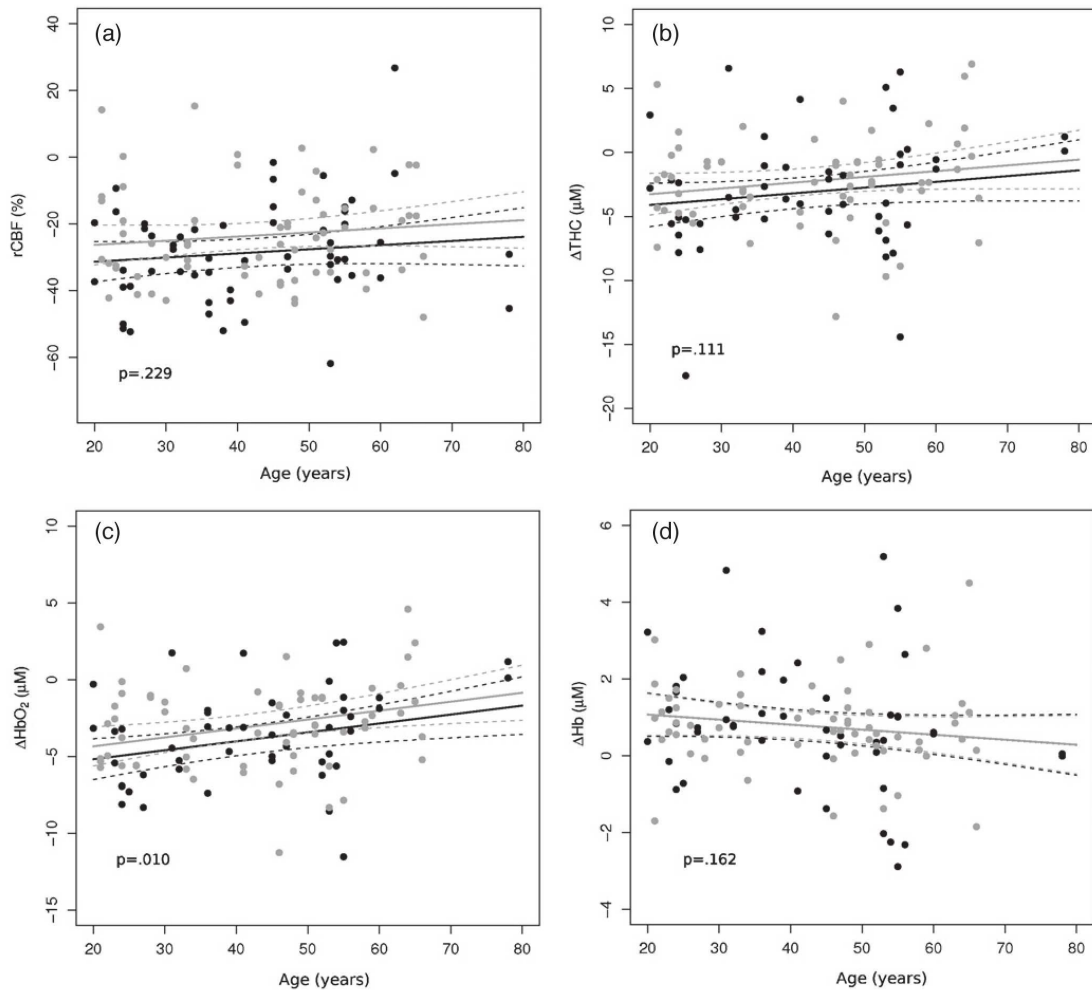 (a)
rCBF (%)
40
20
0
−20
−40
−60
p=.229
20 30 40 50 60 70 80
Age (years)
(b)
ΔTHC (μM)
10
5
0
−5
−10
−15
−20
p=.111
20 30 40 50 60 70 80
Age (years)
(c)
ΔHbO₂ (μM)
10
5
0
−5
−10
−15
p=.010
20 30 40 50 60 70 80
Age (years)
(d)
ΔHb (μM)
6
4
2
0
−2
−4
p=.162
20 30 40 50 60 70 80
Age (years)